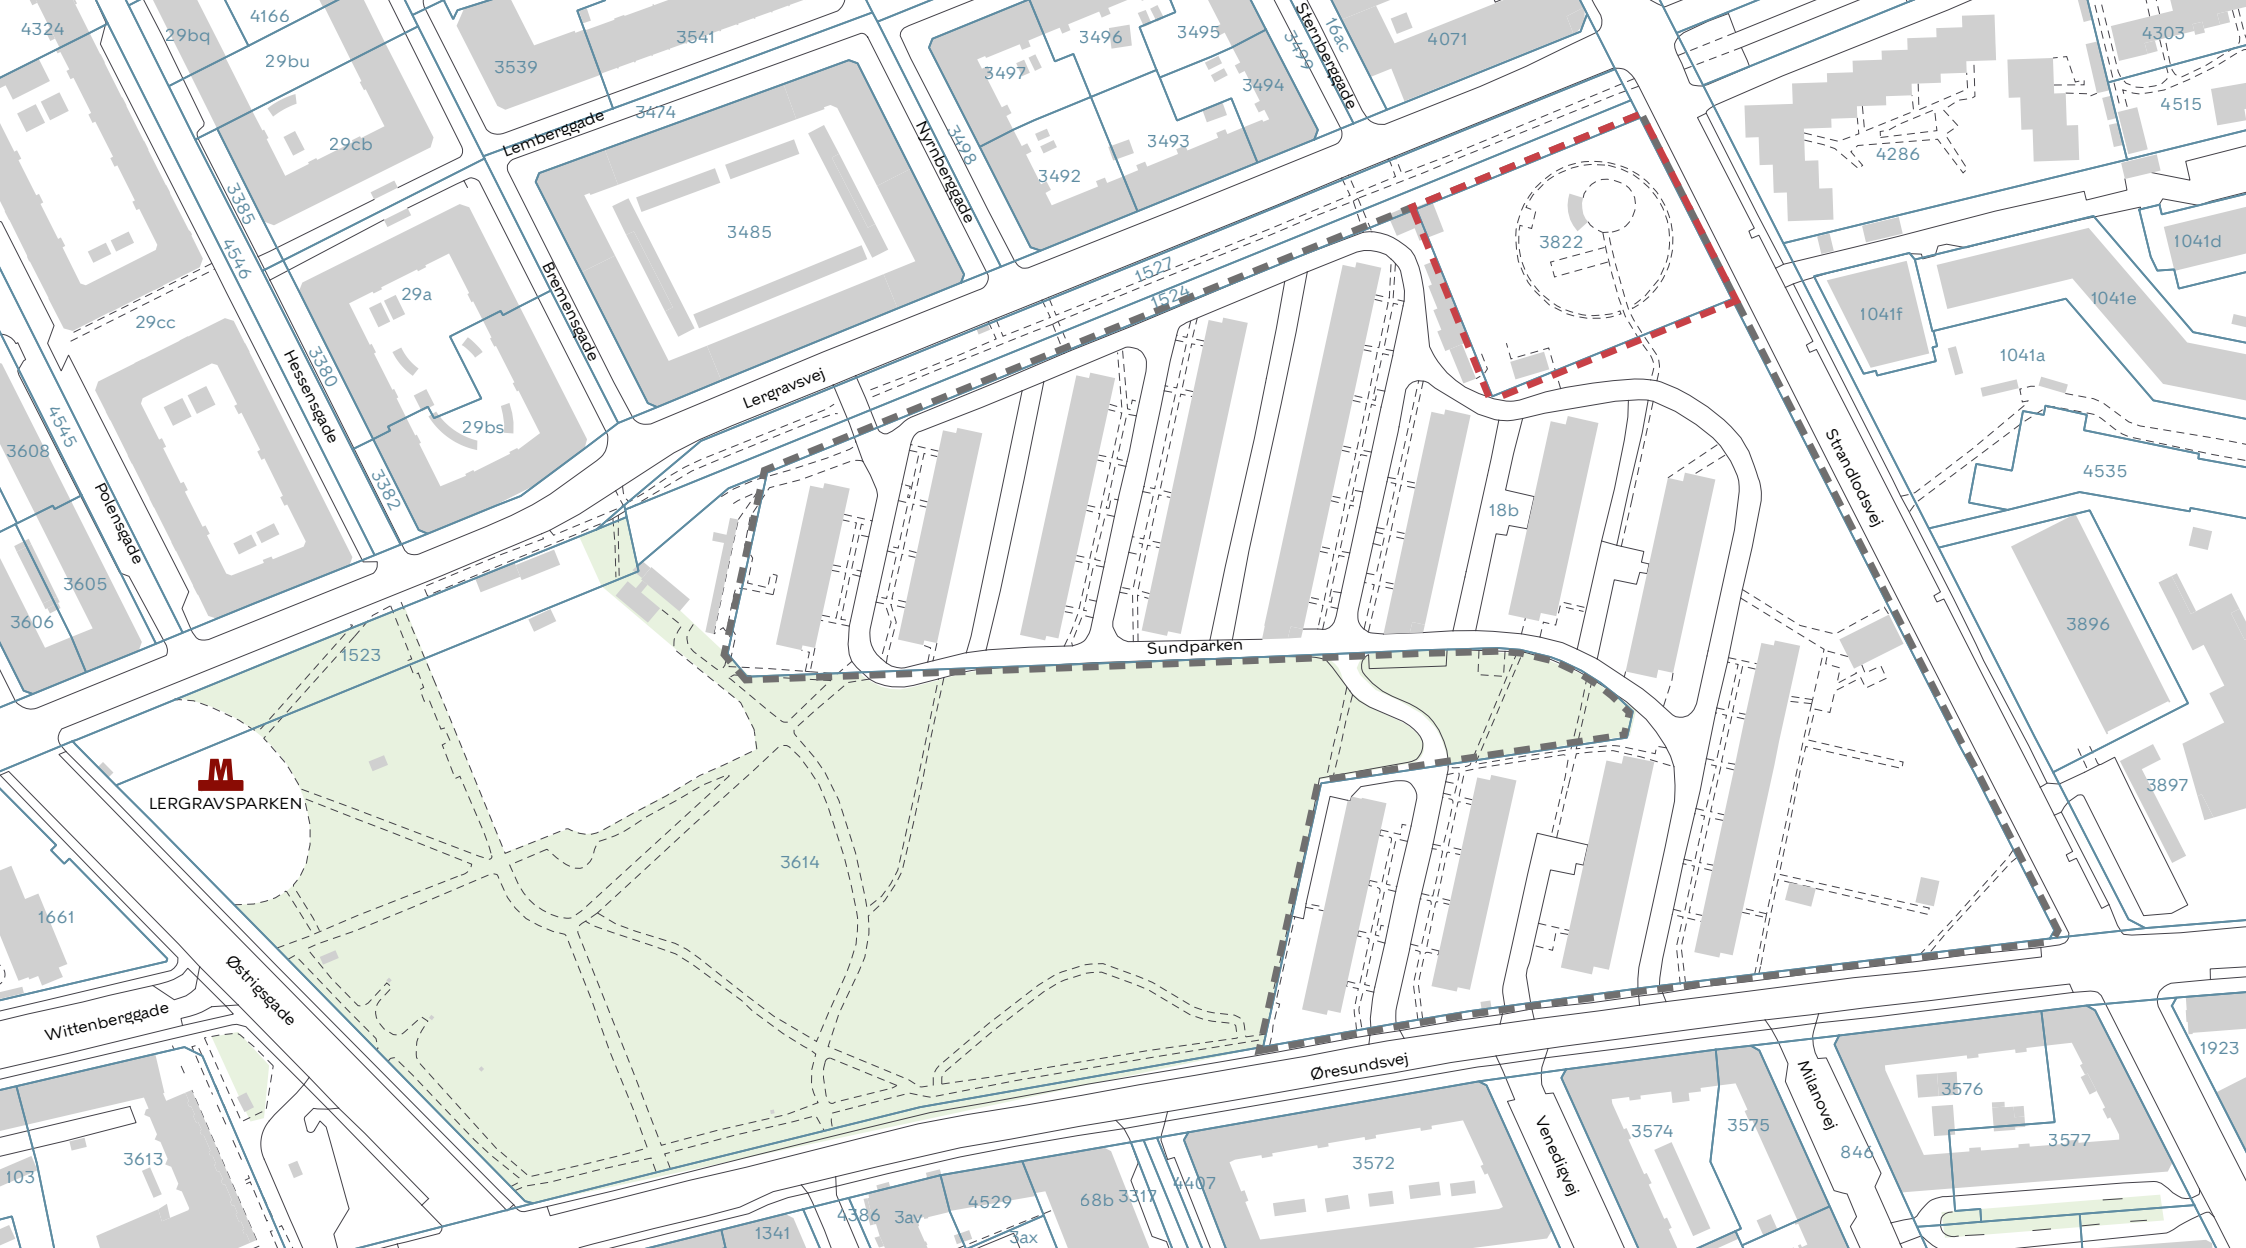 4324
29bq
4166
29bu
29cb
3539
3541
3474
Lemberggade
3485
Nyrnberggade
3498
3497
3496
3495
3494
3493
3492
Sternberggade
3499
16ac
4071
4303
4515
4286
3385
4546
29a
29bs
29cc
Hessensgade
3380
3382
Bremensgade
Lergravsvej
1527
1524
3822
1041d
1041e
1041f
1041a
4535
3608
4545
Polensgade
3605
3606
18b
Strandlodsvej
3896
3897
1523
Sundparken
M
LERGRAVSPARKEN
3614
1661
Østrigsgade
Wittenberggade
Øresundsvej
3613
103
1341
4386
3av
4529
3ax
68b
3317
4407
3572
Venedigvej
3574
3575
Milanovej
846
3576
3577
1923